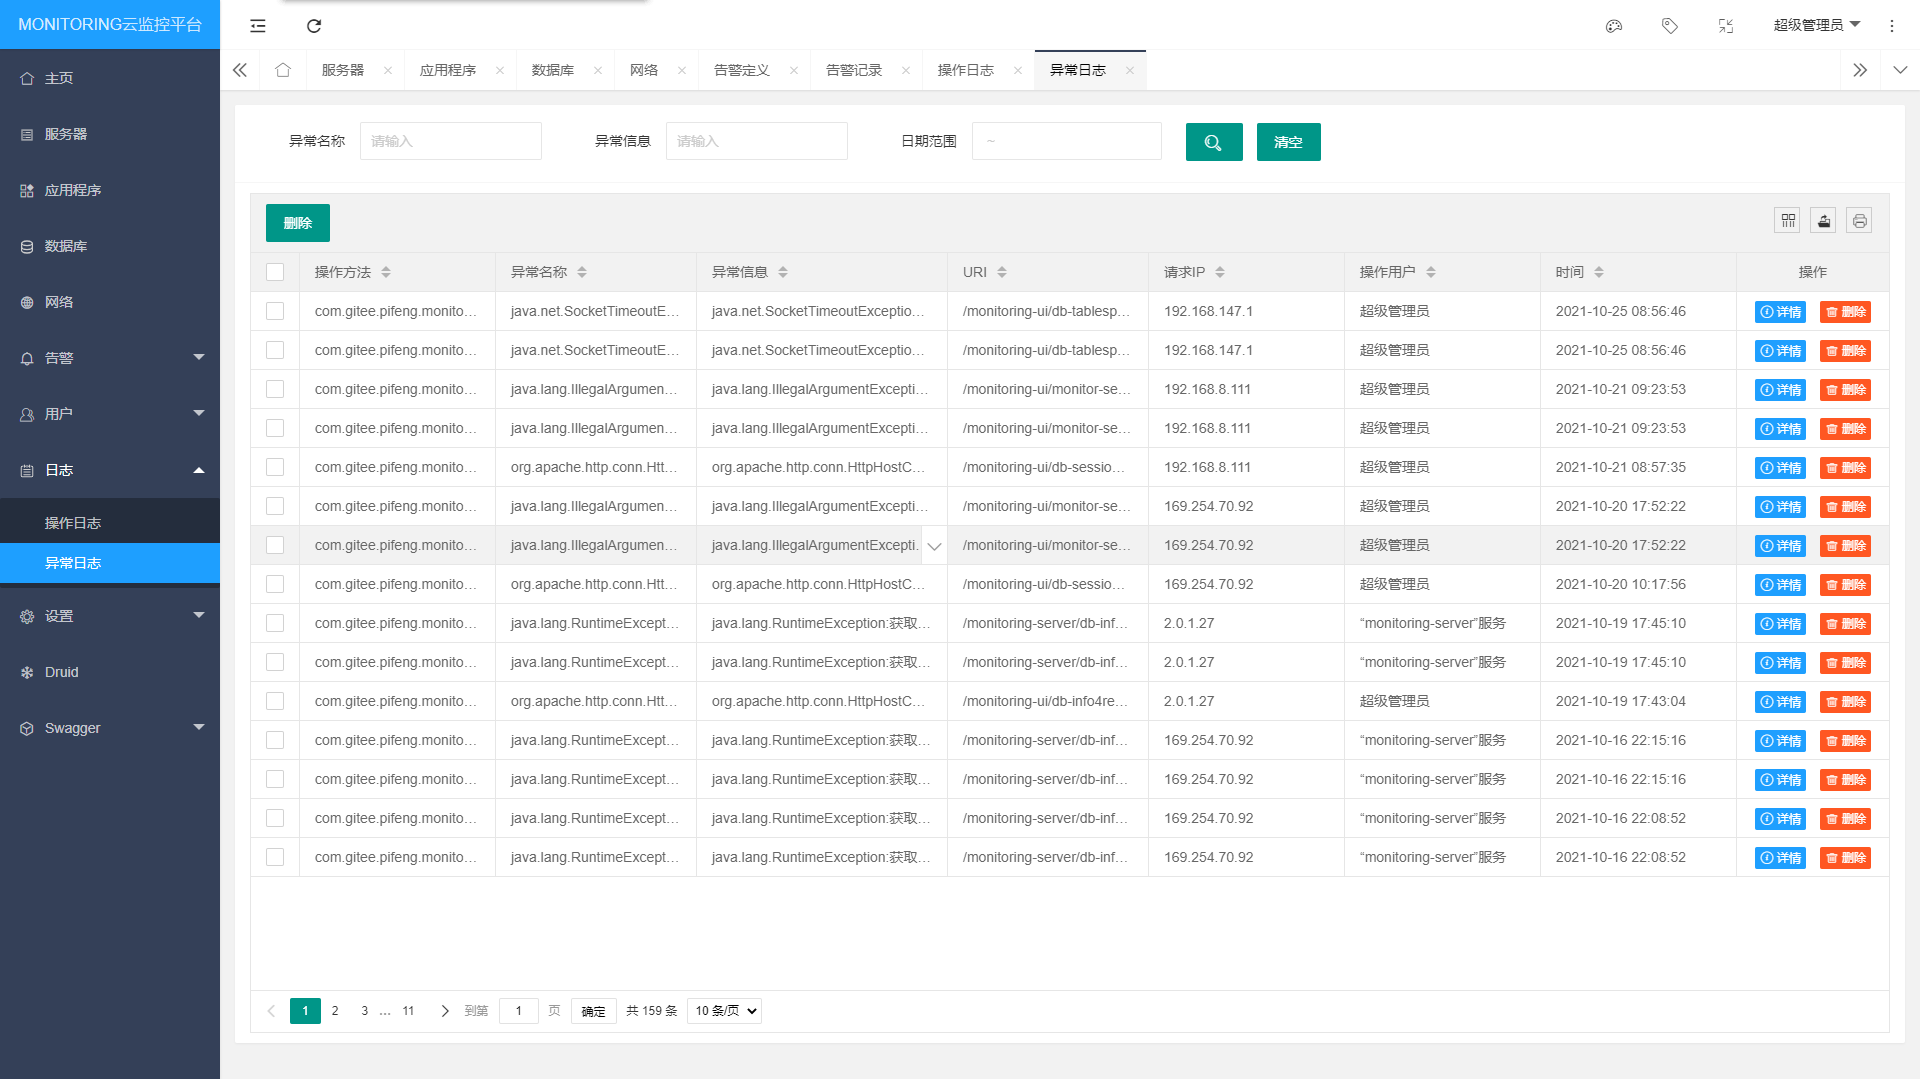 MONITORING云监控平台
超级管理员
主页
服务器
应用程序
数据库
网络
告警
用户
日志
操作日志
异常日志
设置
Druid
Swagger
服务器 应用程序 数据库 网络 告警定义 告警记录 操作日志 异常日志
异常名称 请输入 异常信息 请输入 日期范围 ~ 清空
删除
操作方法 异常名称 异常信息 URI 请求IP 操作用户 时间 操作
com.gitee.pifeng.monito... java.net.SocketTimeoutE... java.net.SocketTimeoutExceptio... /monitoring-ui/db-tablesp... 192.168.147.1 超级管理员 2021-10-25 08:56:46 详情 删除
com.gitee.pifeng.monito... java.net.SocketTimeoutE... java.net.SocketTimeoutExceptio... /monitoring-ui/db-tablesp... 192.168.147.1 超级管理员 2021-10-25 08:56:46 详情 删除
com.gitee.pifeng.monito... java.lang.IllegalArgumen... java.lang.IllegalArgumentExcepti... /monitoring-ui/monitor-se... 192.168.8.111 超级管理员 2021-10-21 09:23:53 详情 删除
com.gitee.pifeng.monito... java.lang.IllegalArgumen... java.lang.IllegalArgumentExcepti... /monitoring-ui/monitor-se... 192.168.8.111 超级管理员 2021-10-21 09:23:53 详情 删除
com.gitee.pifeng.monito... org.apache.http.conn.Htt... org.apache.http.conn.HttpHostC... /monitoring-ui/db-sessio... 192.168.8.111 超级管理员 2021-10-21 08:57:35 详情 删除
com.gitee.pifeng.monito... java.lang.IllegalArgumen... java.lang.IllegalArgumentExcepti... /monitoring-ui/monitor-se... 169.254.70.92 超级管理员 2021-10-20 17:52:22 详情 删除
com.gitee.pifeng.monito... java.lang.IllegalArgumen... java.lang.IllegalArgumentExcepti. /monitoring-ui/monitor-se... 169.254.70.92 超级管理员 2021-10-20 17:52:22 详情 删除
com.gitee.pifeng.monito... org.apache.http.conn.Htt... org.apache.http.conn.HttpHostC... /monitoring-ui/db-sessio... 169.254.70.92 超级管理员 2021-10-20 10:17:56 详情 删除
com.gitee.pifeng.monito... java.lang.RuntimeExcept... java.lang.RuntimeException:获取... /monitoring-server/db-inf... 2.0.1.27 “monitoring-server”服务 2021-10-19 17:45:10 详情 删除
com.gitee.pifeng.monito... java.lang.RuntimeExcept... java.lang.RuntimeException:获取... /monitoring-server/db-inf... 2.0.1.27 “monitoring-server”服务 2021-10-19 17:45:10 详情 删除
com.gitee.pifeng.monito... org.apache.http.conn.Htt... org.apache.http.conn.HttpHostC... /monitoring-ui/db-info4re... 2.0.1.27 超级管理员 2021-10-19 17:43:04 详情 删除
com.gitee.pifeng.monito... java.lang.RuntimeExcept... java.lang.RuntimeException:获取... /monitoring-server/db-inf... 169.254.70.92 “monitoring-server”服务 2021-10-16 22:15:16 详情 删除
com.gitee.pifeng.monito... java.lang.RuntimeExcept... java.lang.RuntimeException:获取... /monitoring-server/db-inf... 169.254.70.92 “monitoring-server”服务 2021-10-16 22:15:16 详情 删除
com.gitee.pifeng.monito... java.lang.RuntimeExcept... java.lang.RuntimeException:获取... /monitoring-server/db-inf... 169.254.70.92 “monitoring-server”服务 2021-10-16 22:08:52 详情 删除
com.gitee.pifeng.monito... java.lang.RuntimeExcept... java.lang.RuntimeException:获取... /monitoring-server/db-inf... 169.254.70.92 “monitoring-server”服务 2021-10-16 22:08:52 详情 删除
1 2 3 ... 11 到第 1 页 确定 共 159 条 10 条/页